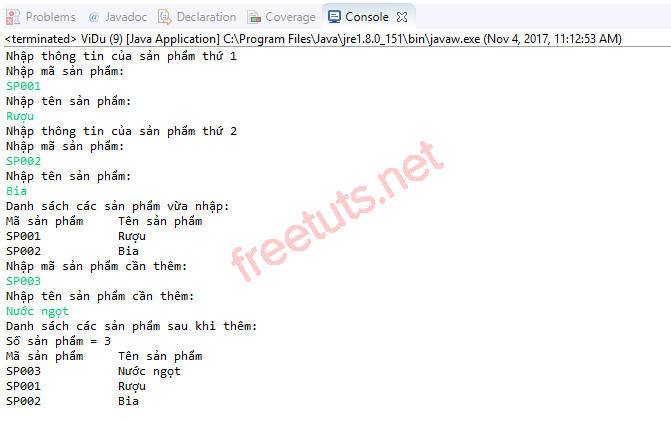 Problems @ Javadoc Declaration Coverage Console
<terminated> ViDu (9) [Java Application] C:\Program Files\Java\jre1.8.0_151\bin\javaw.exe (Nov 4, 2017, 11:12:53 AM)
Nhập thông tin của sản phẩm thứ 1
Nhập mã sản phẩm:
SP001
Nhập tên sản phẩm:
Rượu
Nhập thông tin của sản phẩm thứ 2
Nhập mã sản phẩm:
SP002
Nhập tên sản phẩm:
Bia
Danh sách các sản phẩm vừa nhập:
Mã sản phẩm Tên sản phẩm
SP001 Rượu
SP002 Bia
Nhập mã sản phẩm cần thêm:
SP003
Nhập tên sản phẩm cần thêm:
Nước ngọt
Danh sách các sản phẩm sau khi thêm:
Số sản phẩm = 3
Mã sản phẩm Tên sản phẩm
SP003 Nước ngọt
SP001 Rượu
SP002 Bia
freetuts.net